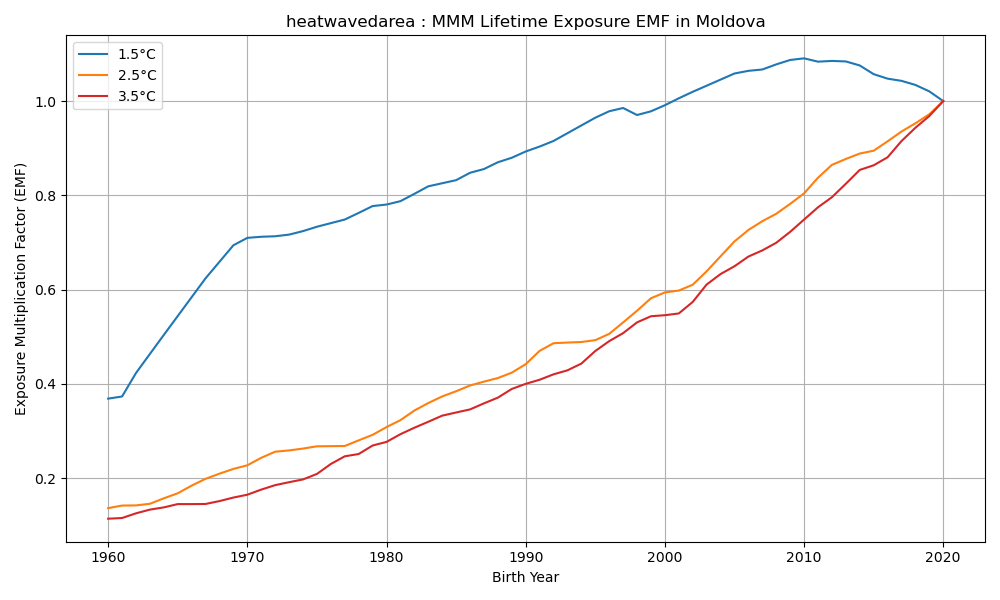 heatwavedarea : MMM Lifetime Exposure EMF in Moldova
1.5°C
2.5°C
3.5°C
Exposure Multiplication Factor (EMF)
1.0
0.8
0.6
0.4
0.2
1960 1970 1980 1990 2000 2010 2020
Birth Year